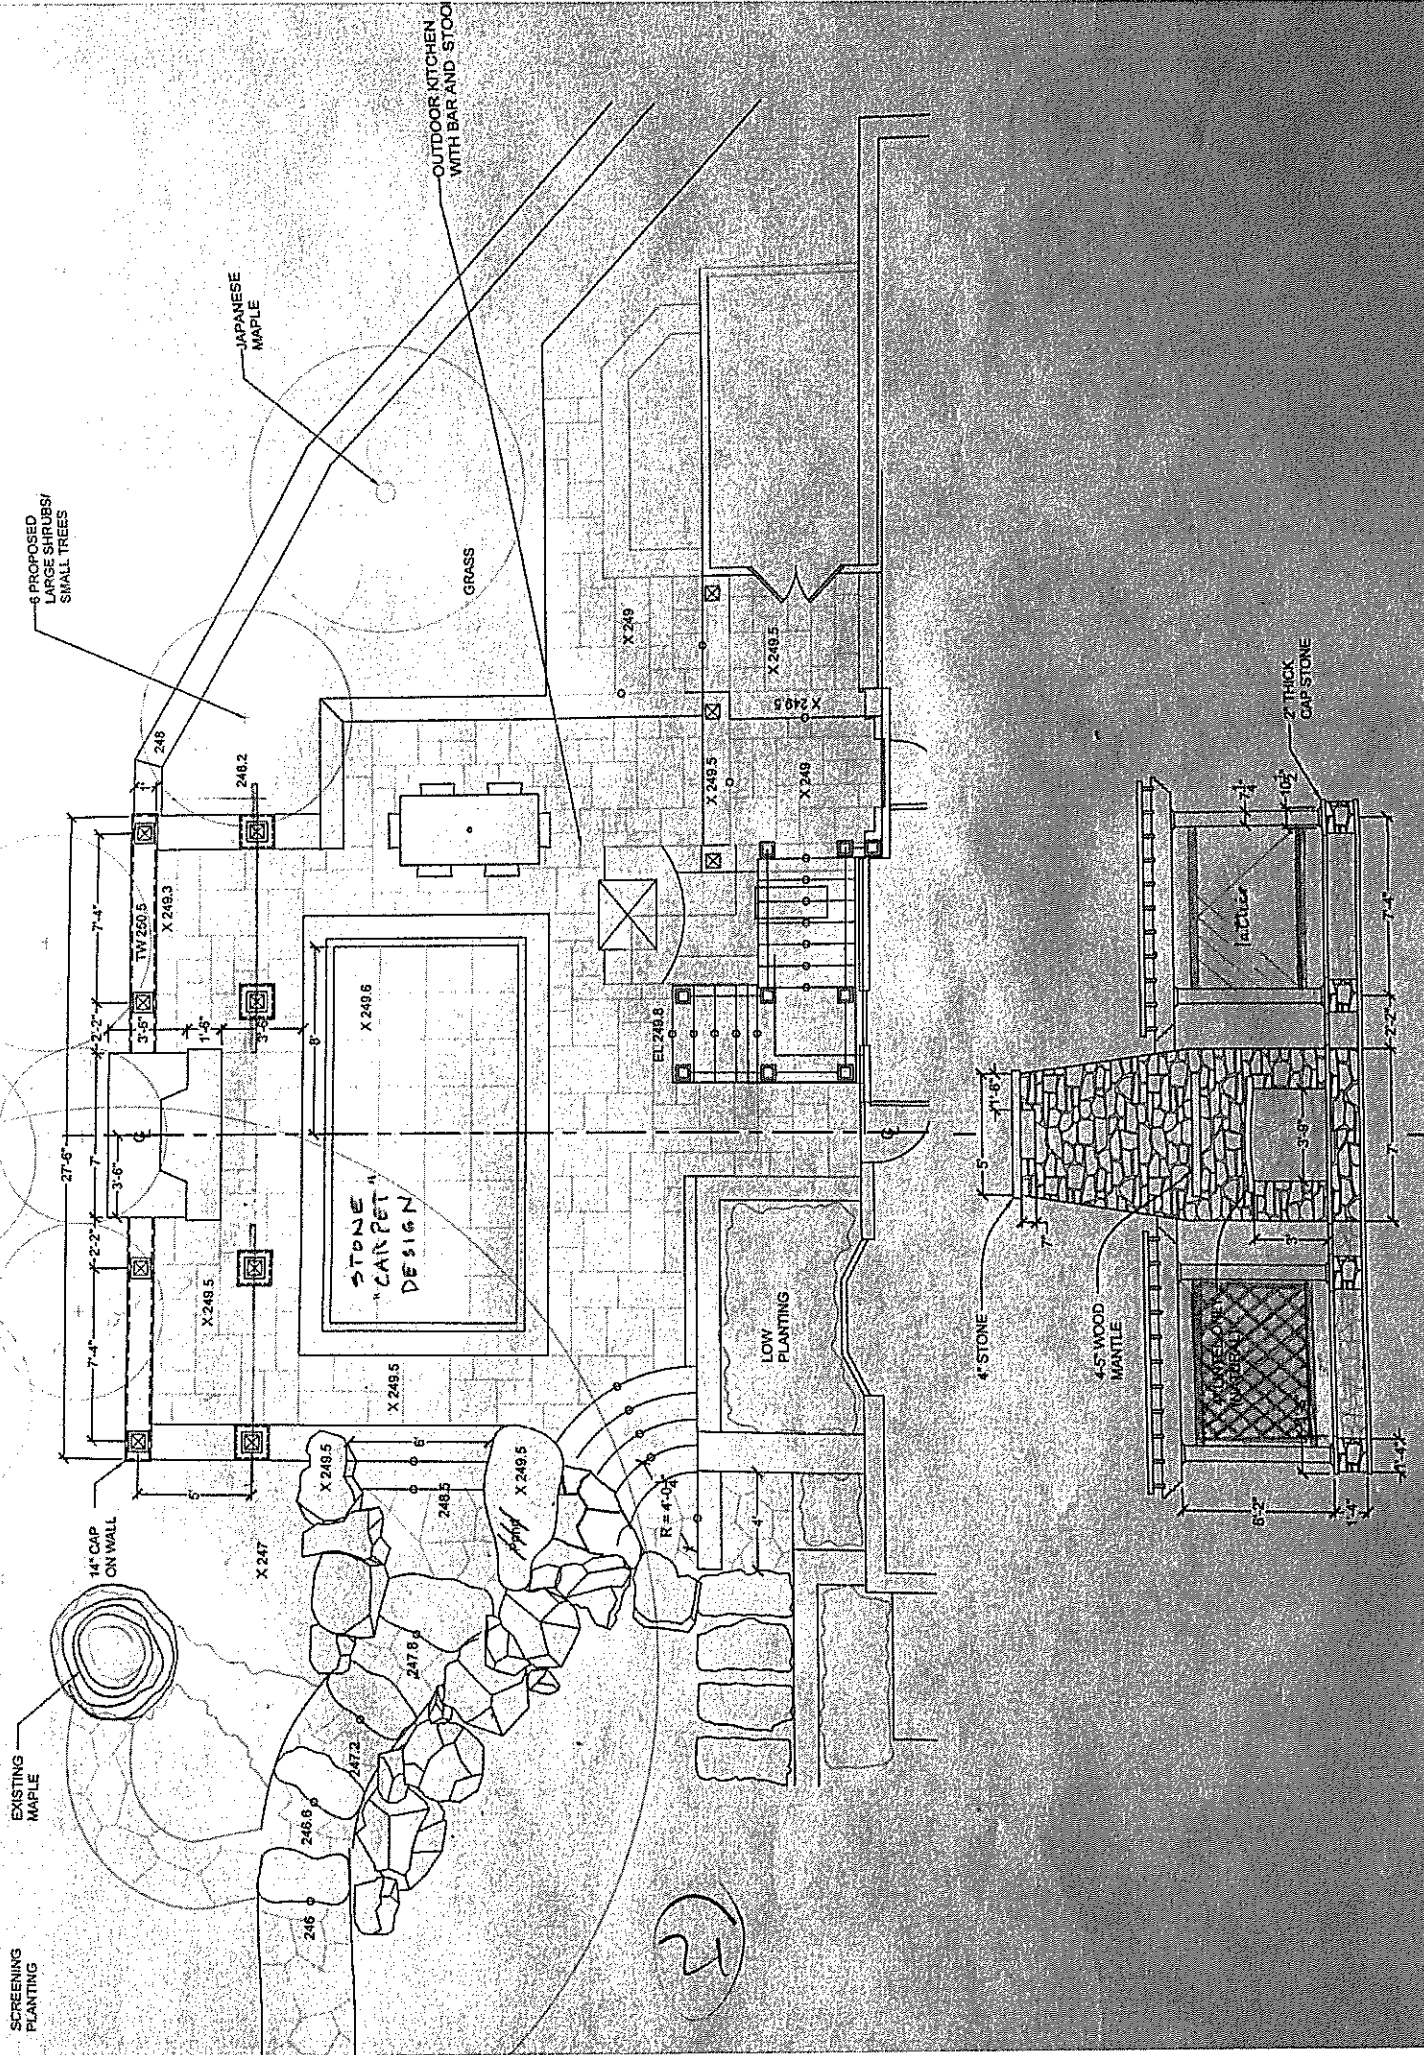 SCREENING
PLANTING
EXISTING
MAPLE
14" CAP
ON WALL
6 PROPOSED
LARGE SHRUBS/
SMALL TREES
JAPANESE
MAPLE
OUTDOOR KITCHEN
WITH BAR AND STOOL
27'-6"
7'-4"
2'-2"
7'
2'-2"
7'-4"
3'-6"
3'-6"
1'-6"
3'-6"
TW 250.5
X 249.3
248
248.2
1'
5'
X 247
X 249.5
X 249.5
X 249.6
8'
STONE
"CARPET"
DESIGN
GRASS
X 249.5
6'
248.5
X 249.5
247.8
247.2
246.6
246
R = 4'-0"
4'
LOW
PLANTING
EL 249.8
X 249
X 249.5
X 249.5
X 249.5
X 249
4" STONE
4-5" WOOD
MANTLE
5'
1'-6"
7"
3'-9"
3'
7'
6'-2"
1'-4"
1'-4"
2'-2"
7'-4"
2" THICK
CAP STONE